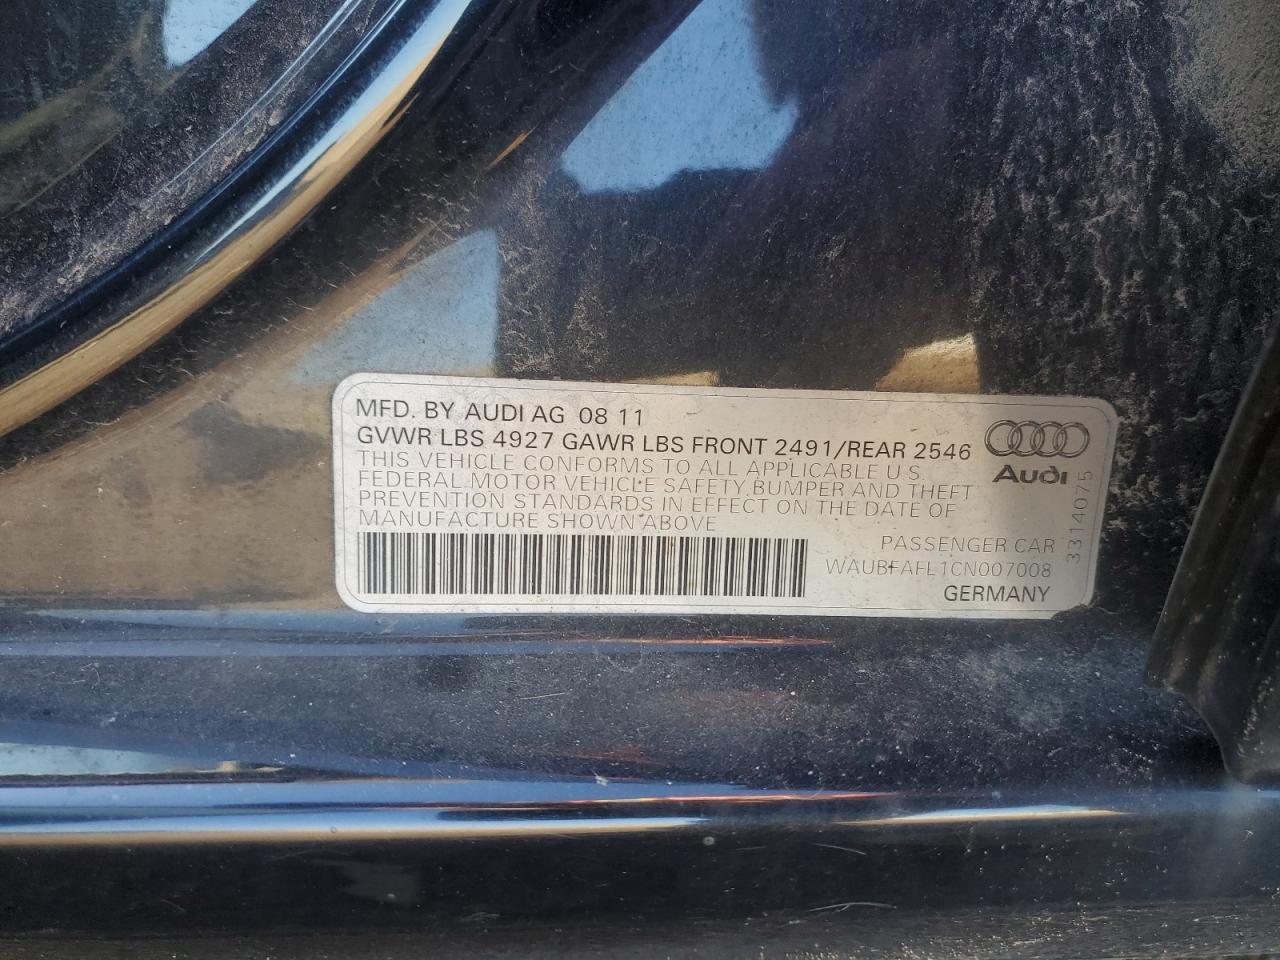 MFD. BY AUDI AG 08 11
GVWR LBS 4927 GAWR LBS FRONT 2491/REAR 2546
THIS VEHICLE CONFORMS TO ALL APPLICABLE U.S.
FEDERAL MOTOR VEHICLE SAFETY, BUMPER AND THEFT
PREVENTION STANDARDS IN EFFECT ON THE DATE OF
MANUFACTURE SHOWN ABOVE
PASSENGER CAR
WAUBFAFL1CN007008
GERMANY
Audi
3314075